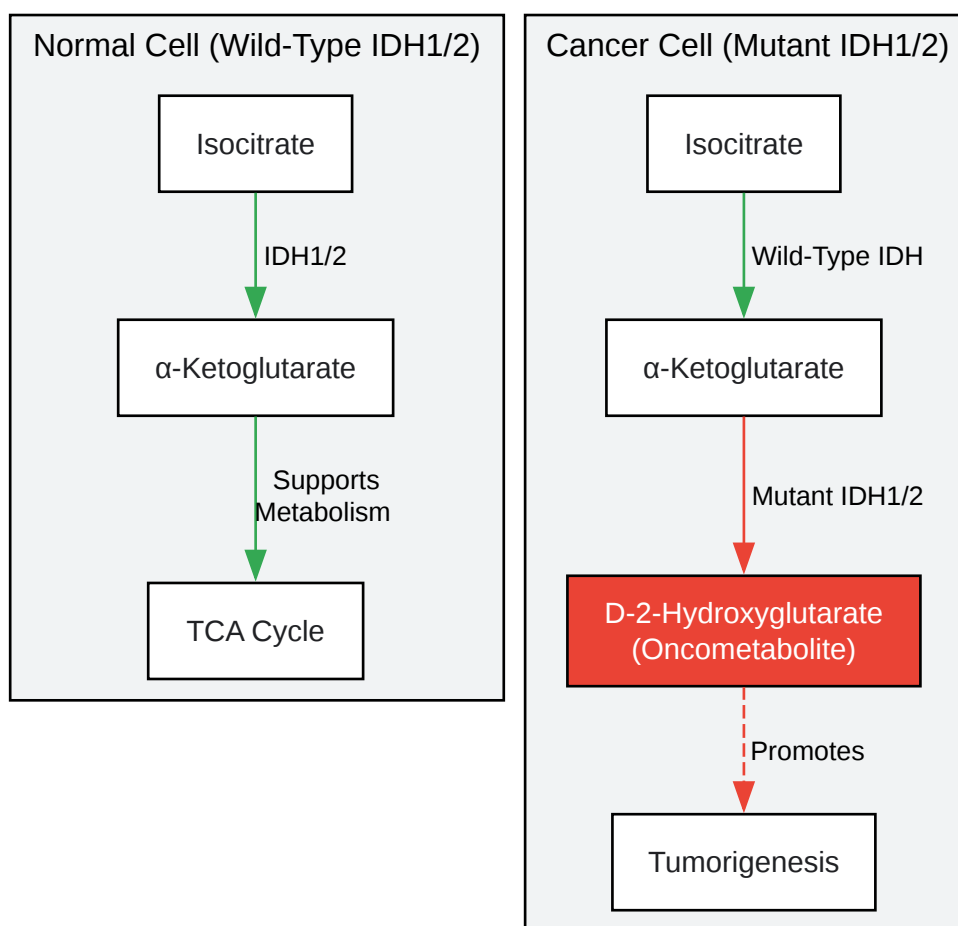 Normal Cell (Wild-Type IDH1/2)
Isocitrate
IDH1/2
α-Ketoglutarate
Supports
Metabolism
TCA Cycle
Cancer Cell (Mutant IDH1/2)
Isocitrate
Wild-Type IDH
α-Ketoglutarate
Mutant IDH1/2
D-2-Hydroxyglutarate
(Oncometabolite)
Promotes
Tumorigenesis